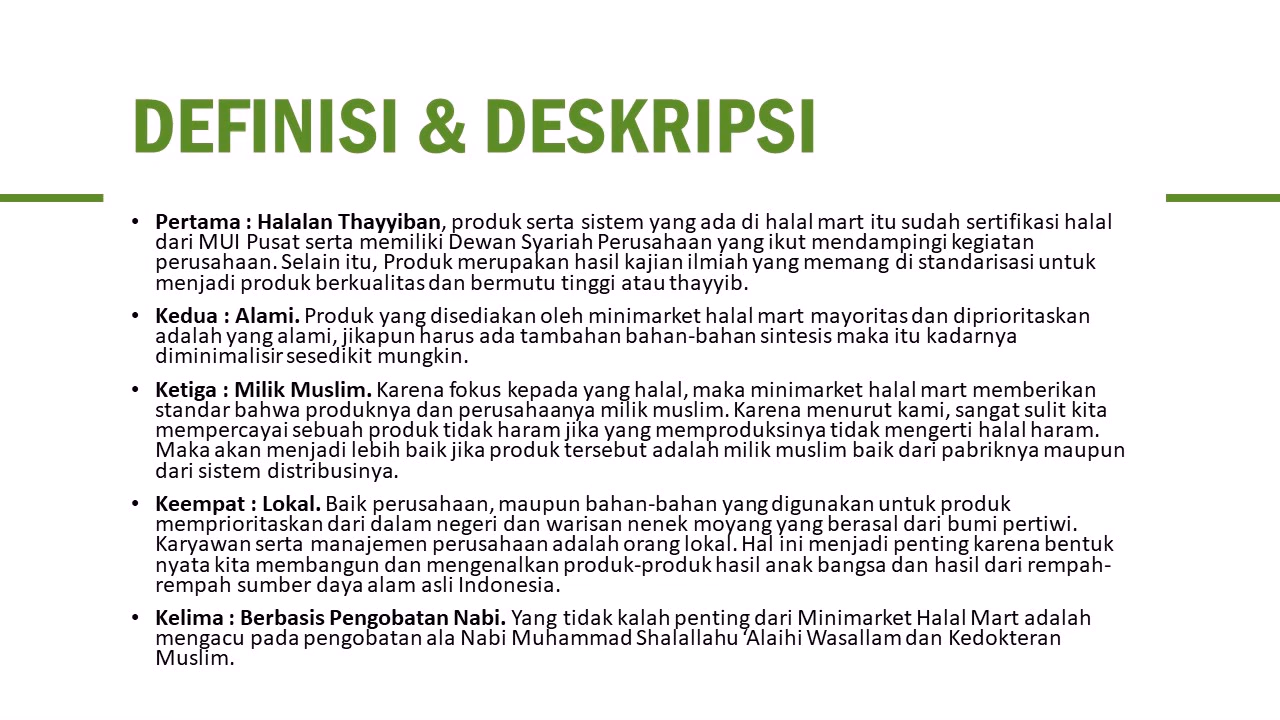 DEFINISI & DESKRIPSI
• Pertama : Halalan Thayyiban, produk serta sistem yang ada di halal mart itu sudah sertifikasi halal
dari MUI Pusat serta memiliki Dewan Syariah Perusahaan yang ikut mendampingi kegiatan
perusahaan. Selain itu, Produk merupakan hasil kajian ilmiah yang memang di standarisasi untuk
menjadi produk berkualitas dan bermutu tinggi atau thayyib.
• Kedua : Alami. Produk yang disediakan oleh minimarket halal mart mayoritas dan diprioritaskan
adalah yang alami, jikapun harus ada tambahan bahan-bahan sintesis maka itu kadarnya
diminimalisir sesedikit mungkin.
• Ketiga : Milik Muslim. Karena fokus kepada yang halal, maka minimarket halal mart memberikan
standar bahwa produknya dan perusahaanya milik muslim. Karena menurut kami, sangat sulit kita
mempercayai sebuah produk tidak haram jika yang memproduksinya tidak mengerti halal haram.
Maka akan menjadi lebih baik jika produk tersebut adalah milik muslim baik dari pabriknya maupun
dari sistem distribusinya.
• Keempat : Lokal. Baik perusahaan, maupun bahan-bahan yang digunakan untuk produk
memprioritaskan dari dalam negeri dan warisan nenek moyang yang berasal dari bumi pertiwi.
Karyawan serta manajemen perusahaan adalah orang lokal. Hal ini menjadi penting karena bentuk
nyata kita membangun dan mengenalkan produk-produk hasil anak bangsa dan hasil dari rempah-
rempah sumber daya alam asli Indonesia.
• Kelima : Berbasis Pengobatan Nabi. Yang tidak kalah penting dari Minimarket Halal Mart adalah
mengacu pada pengobatan ala Nabi Muhammad Shalallahu ‘Alaihi Wasallam dan Kedokteran
Muslim.